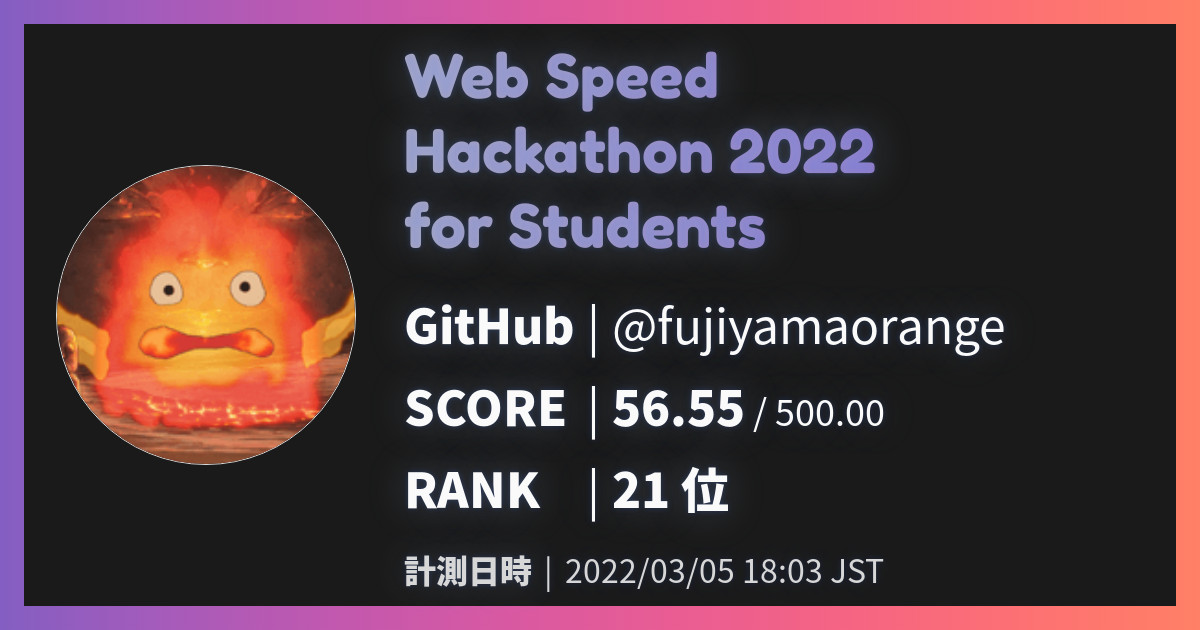 Web Speed
Hackathon 2022
for Students
GitHub | @fujiyamaorange
SCORE | 56.55 / 500.00
RANK | 21 位
計測日時 | 2022/03/05 18:03 JST